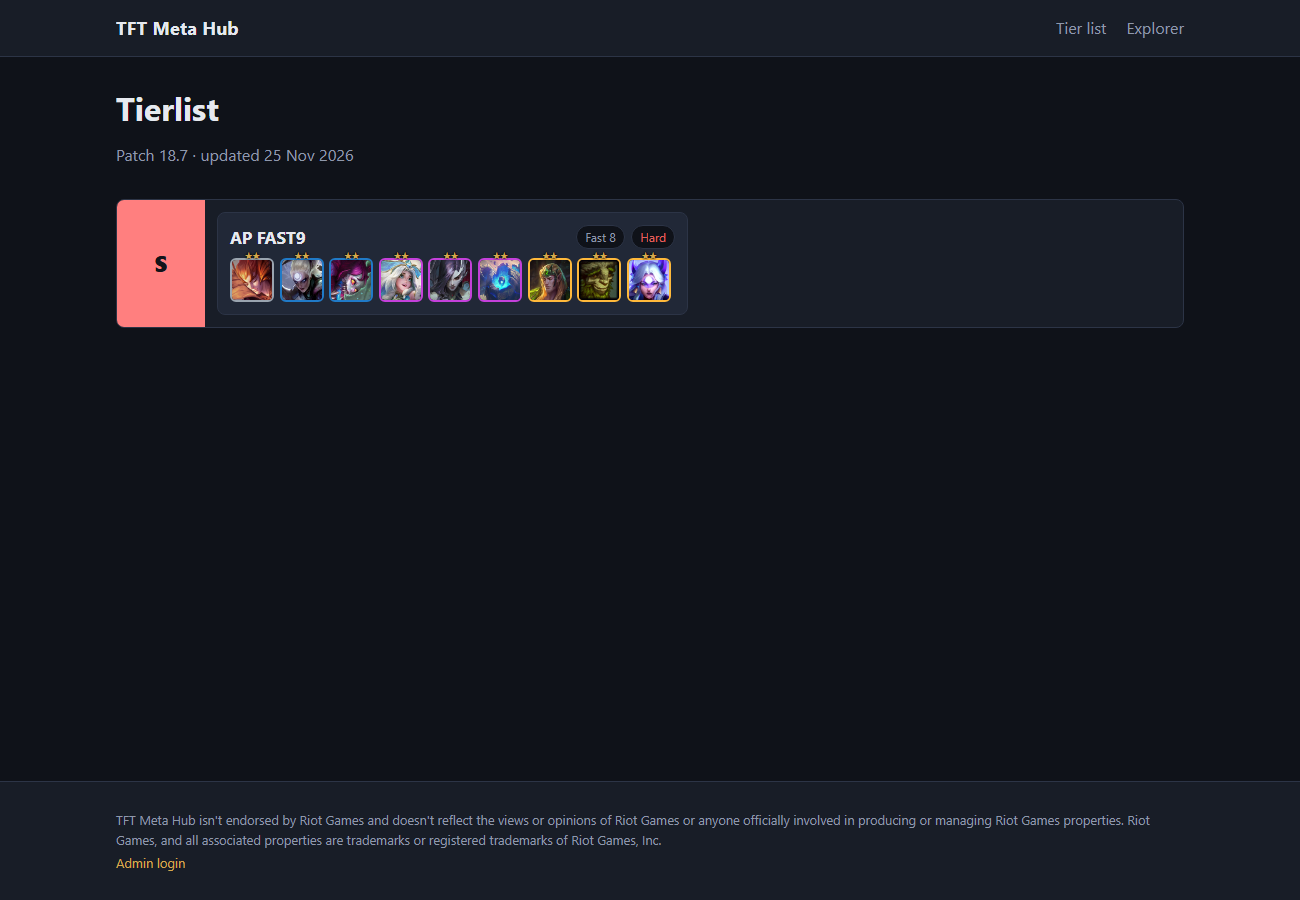 TFT Meta Hub
Tier list
Explorer
Tierlist
Patch 18.7 · updated 25 Nov 2026
S
AP FAST9
Fast 8
Hard
TFT Meta Hub isn't endorsed by Riot Games and doesn't reflect the views or opinions of Riot Games or anyone officially involved in producing or managing Riot Games properties. Riot
Games, and all associated properties are trademarks or registered trademarks of Riot Games, Inc.
Admin login